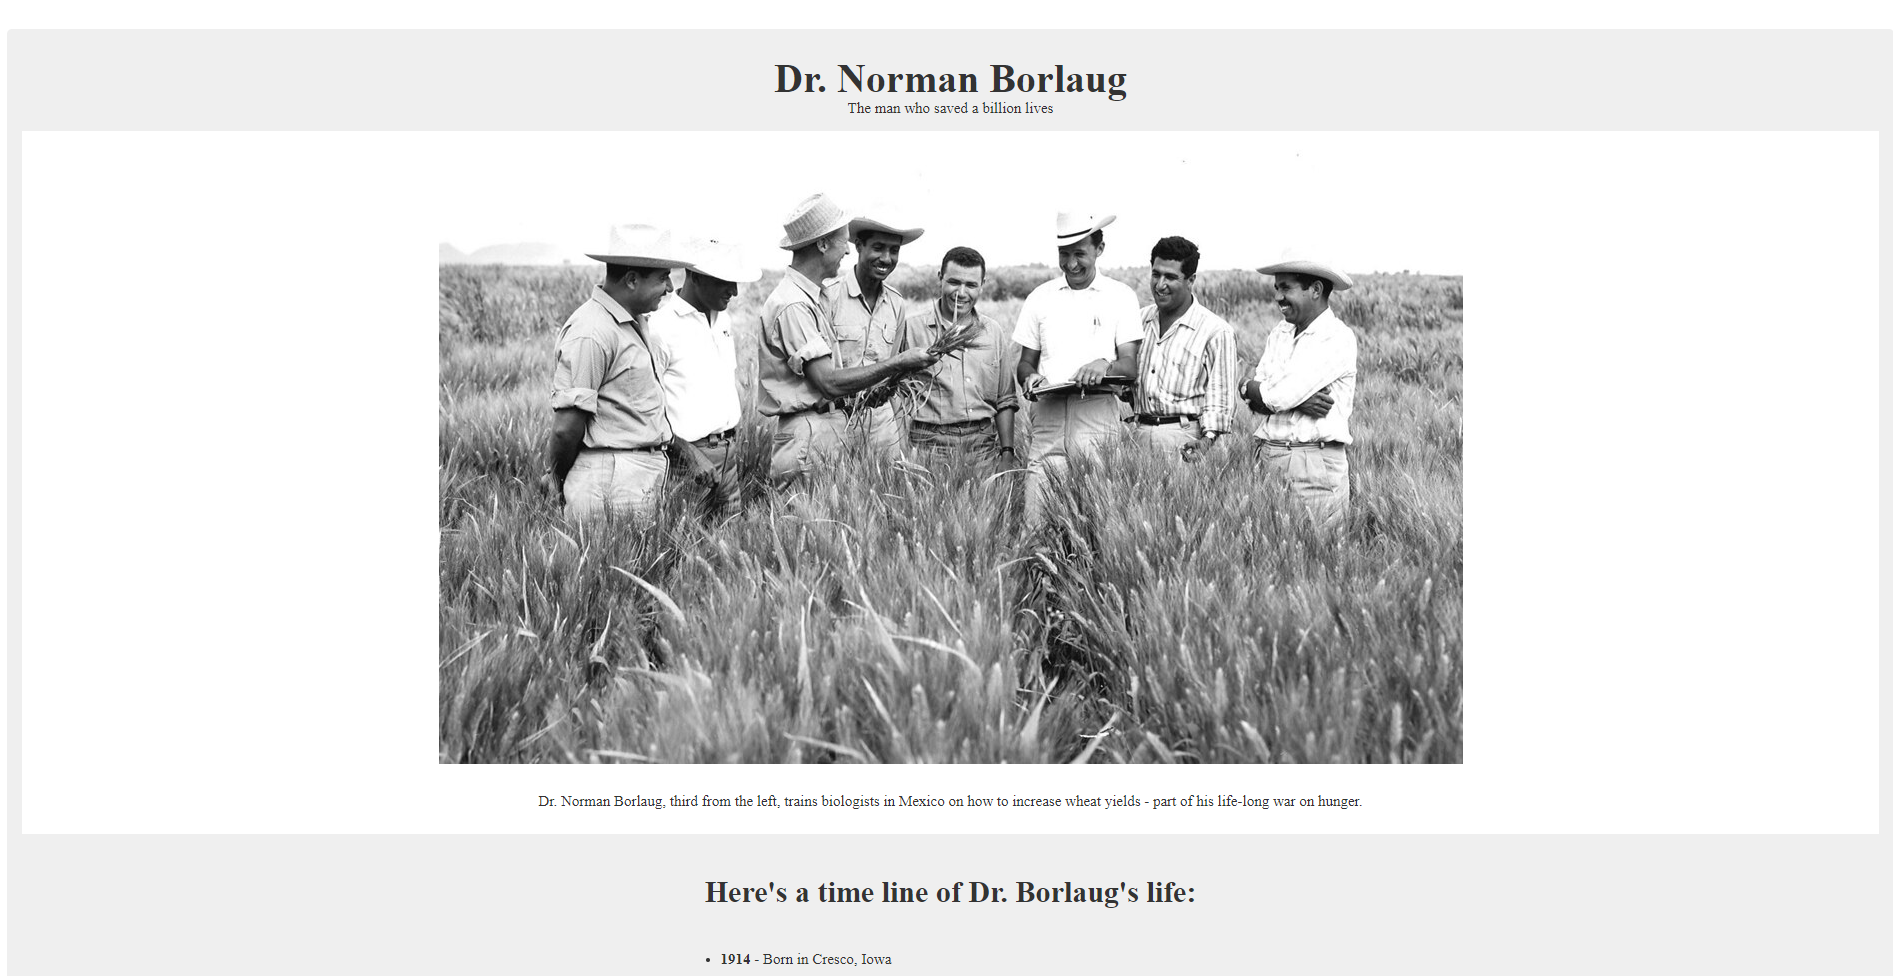 Dr. Norman Borlaug
The man who saved a billion lives
Dr. Norman Borlaug, third from the left, trains biologists in Mexico on how to increase wheat yields - part of his life-long war on hunger.
Here's a time line of Dr. Borlaug's life:
• 1914 - Born in Cresco, Iowa